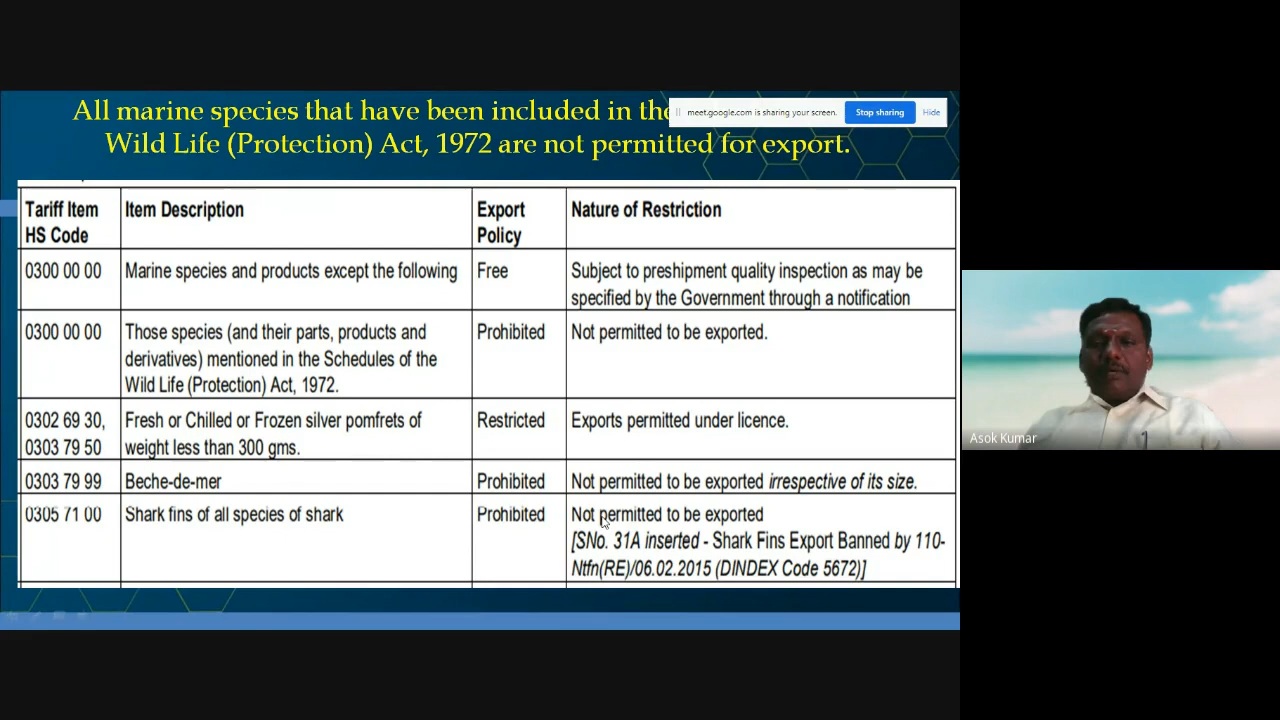 All marine species that have been included in the
Wild Life (Protection) Act, 1972 are not permitted for export.
meet.google.com is sharing your screen.
Stop sharing
Hide
Tariff Item
HS Code
Item Description
Export
Policy
Nature of Restriction
0300 00 00
Marine species and products except the following
Free
Subject to preshipment quality inspection as may be
specified by the Government through a notification
0300 00 00
Those species (and their parts, products and
derivatives) mentioned in the Schedules of the
Wild Life (Protection) Act, 1972.
Prohibited
Not permitted to be exported.
0302 69 30,
0303 79 50
Fresh or Chilled or Frozen silver pomfrets of
weight less than 300 gms.
Restricted
Exports permitted under licence.
0303 79 99
Beche-de-mer
Prohibited
Not permitted to be exported irrespective of its size.
0305 71 00
Shark fins of all species of shark
Prohibited
Not permitted to be exported
[SNo. 31A inserted - Shark Fins Export Banned by 110-
Ntfn(RE)/06.02.2015 (DINDEX Code 5672)]
Asok Kumar